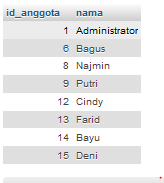 id_anggota nama
1 Administrator
6 Bagus
8 Najmin
9 Putri
12 Cindy
13 Farid
14 Bayu
15 Deni